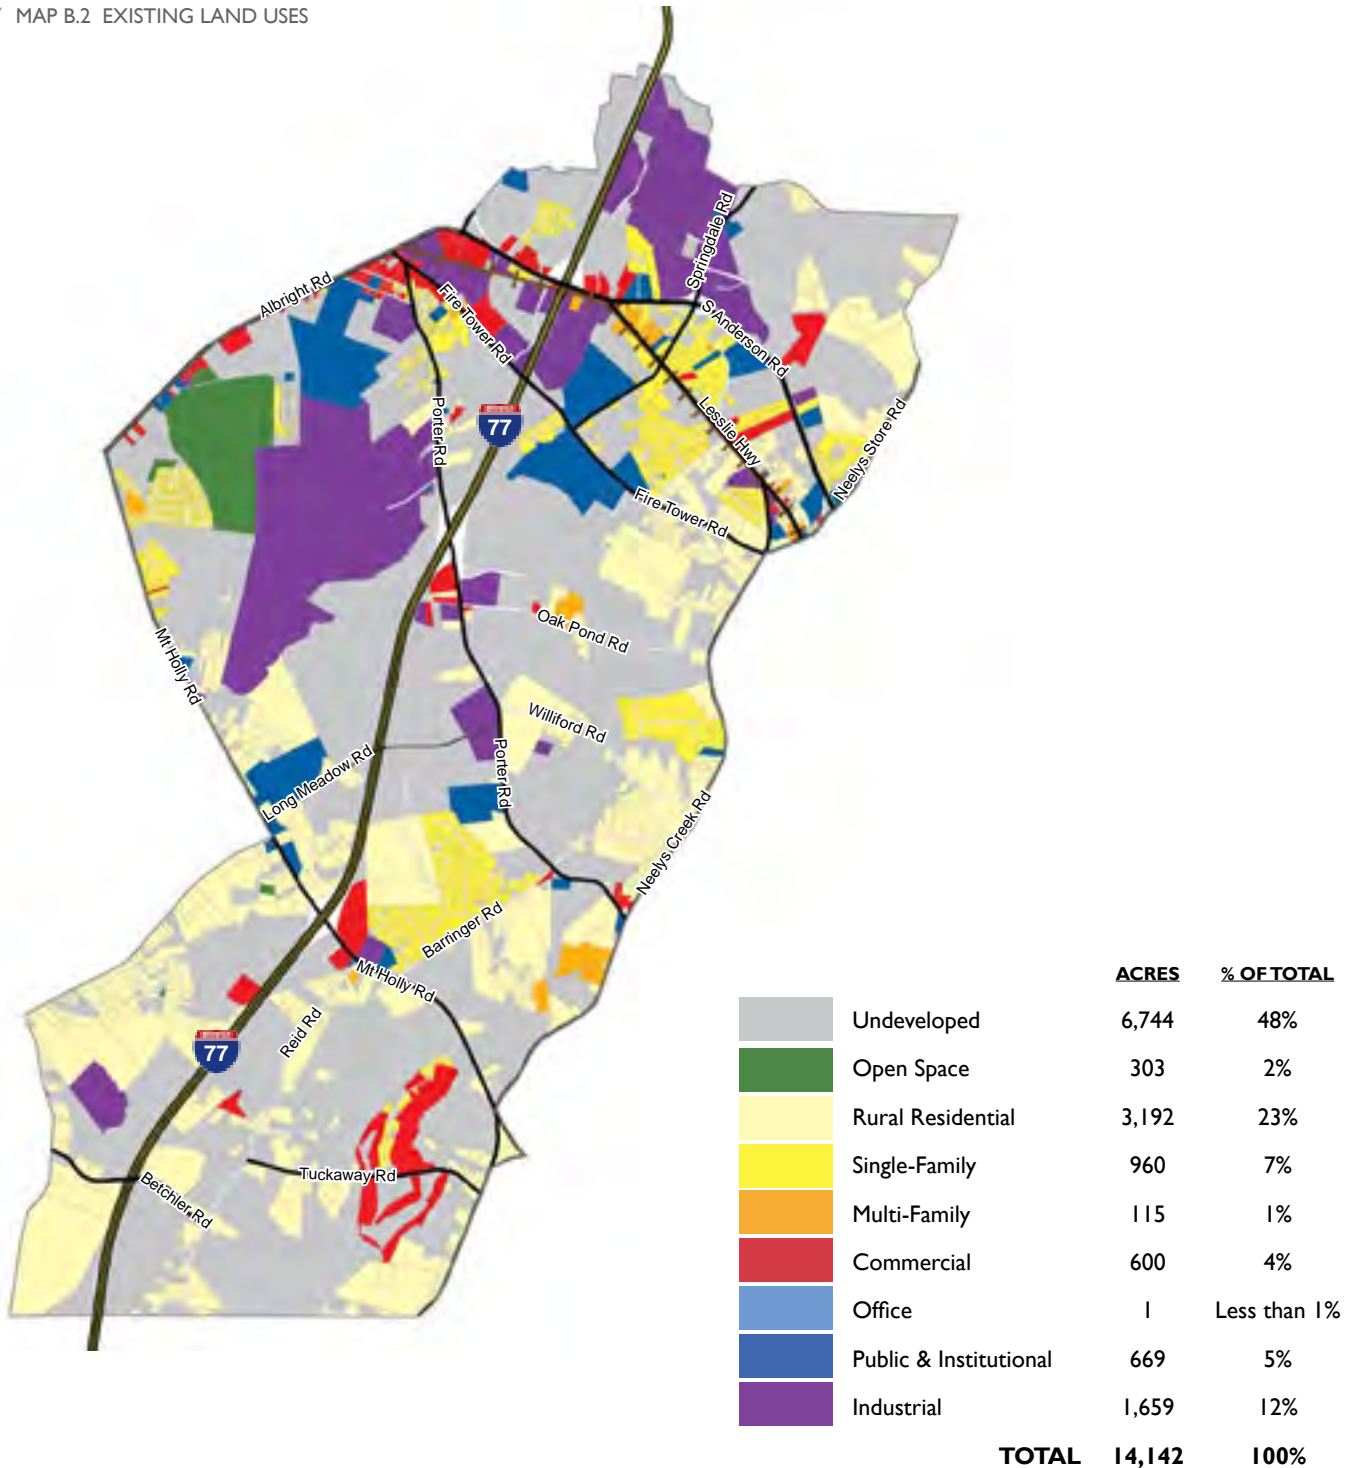 MAP B.2 EXISTING LAND USES
Springdale Rd
Albright Rd
Fire Tower Rd
S Anderson Rd
Porter Rd
77
Lesslie Hwy
Neelys Store Rd
Fire Tower Rd
Oak Pond Rd
Mt Holly Rd
Williford Rd
Long Meadow Rd
Porter Rd
Neelys Creek Rd
Barringer Rd
Mt Holly Rd
Reid Rd
77
Tuckaway Rd
Betchler Rd
ACRES % OF TOTAL
Undeveloped 6,744 48%
Open Space 303 2%
Rural Residential 3,192 23%
Single-Family 960 7%
Multi-Family 115 1%
Commercial 600 4%
Office 1 Less than 1%
Public & Institutional 669 5%
Industrial 1,659 12%
TOTAL 14,142 100%